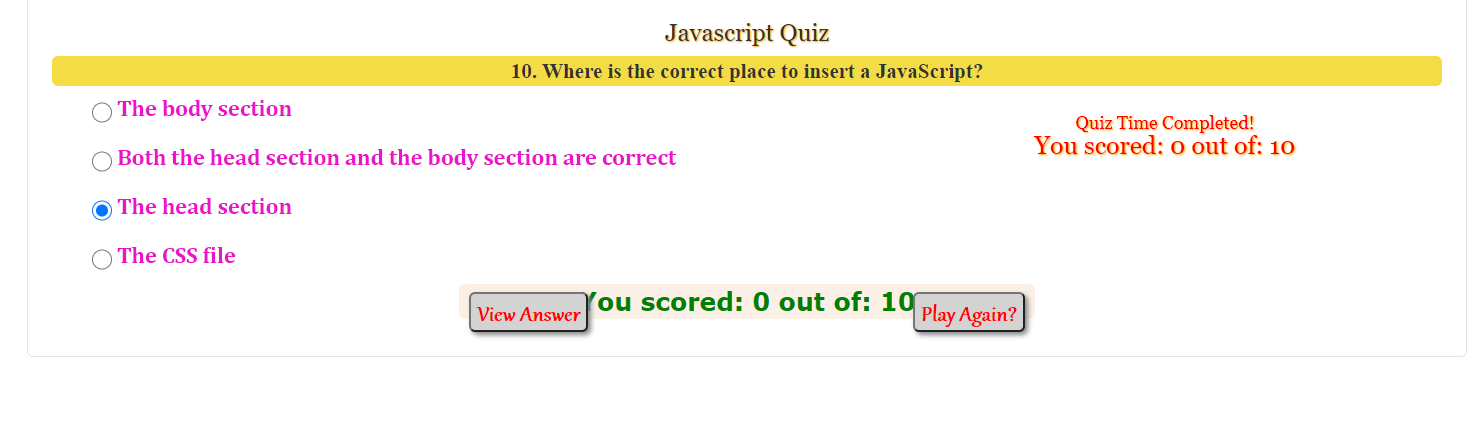 Javascript Quiz
10. Where is the correct place to insert a JavaScript?
The body section
Quiz Time Completed!
You scored: 0 out of: 10
Both the head section and the body section are correct
The head section
The CSS file
View Answer
You scored: 0 out of: 10
Play Again?